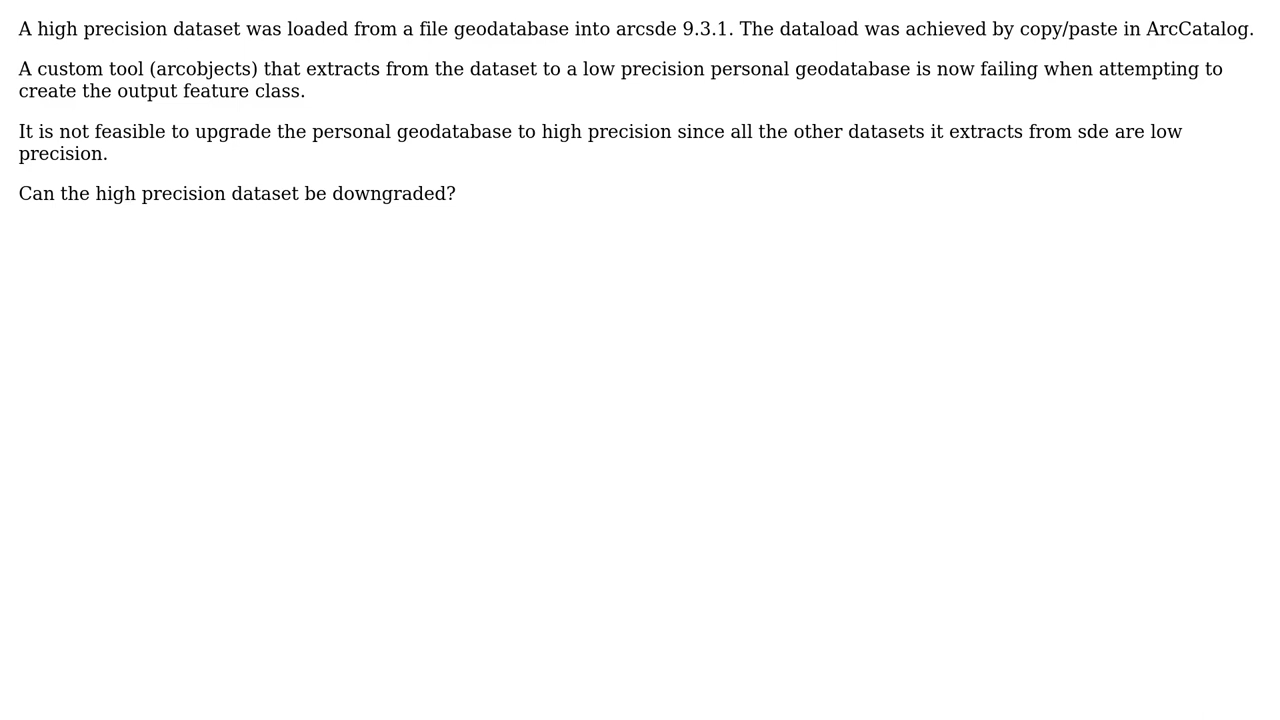 A high precision dataset was loaded from a file geodatabase into arcsde 9.3.1. The dataload was achieved by copy/paste in ArcCatalog.
A custom tool (arcobjects) that extracts from the dataset to a low precision personal geodatabase is now failing when attempting to
create the output feature class.
It is not feasible to upgrade the personal geodatabase to high precision since all the other datasets it extracts from sde are low
precision.
Can the high precision dataset be downgraded?